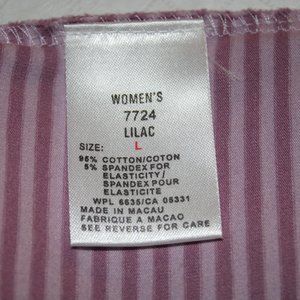 WOMEN'S
7724
LILAC
SIZE: L
95% COTTON/COTON
5% SPANDEX FOR
ELASTICITY/
SPANDEX POUR
ELASTICITE
WPL 6635/CA 05331
MADE IN MACAU
FABRIQUE A MACAO
SEE REVERSE FOR CARE